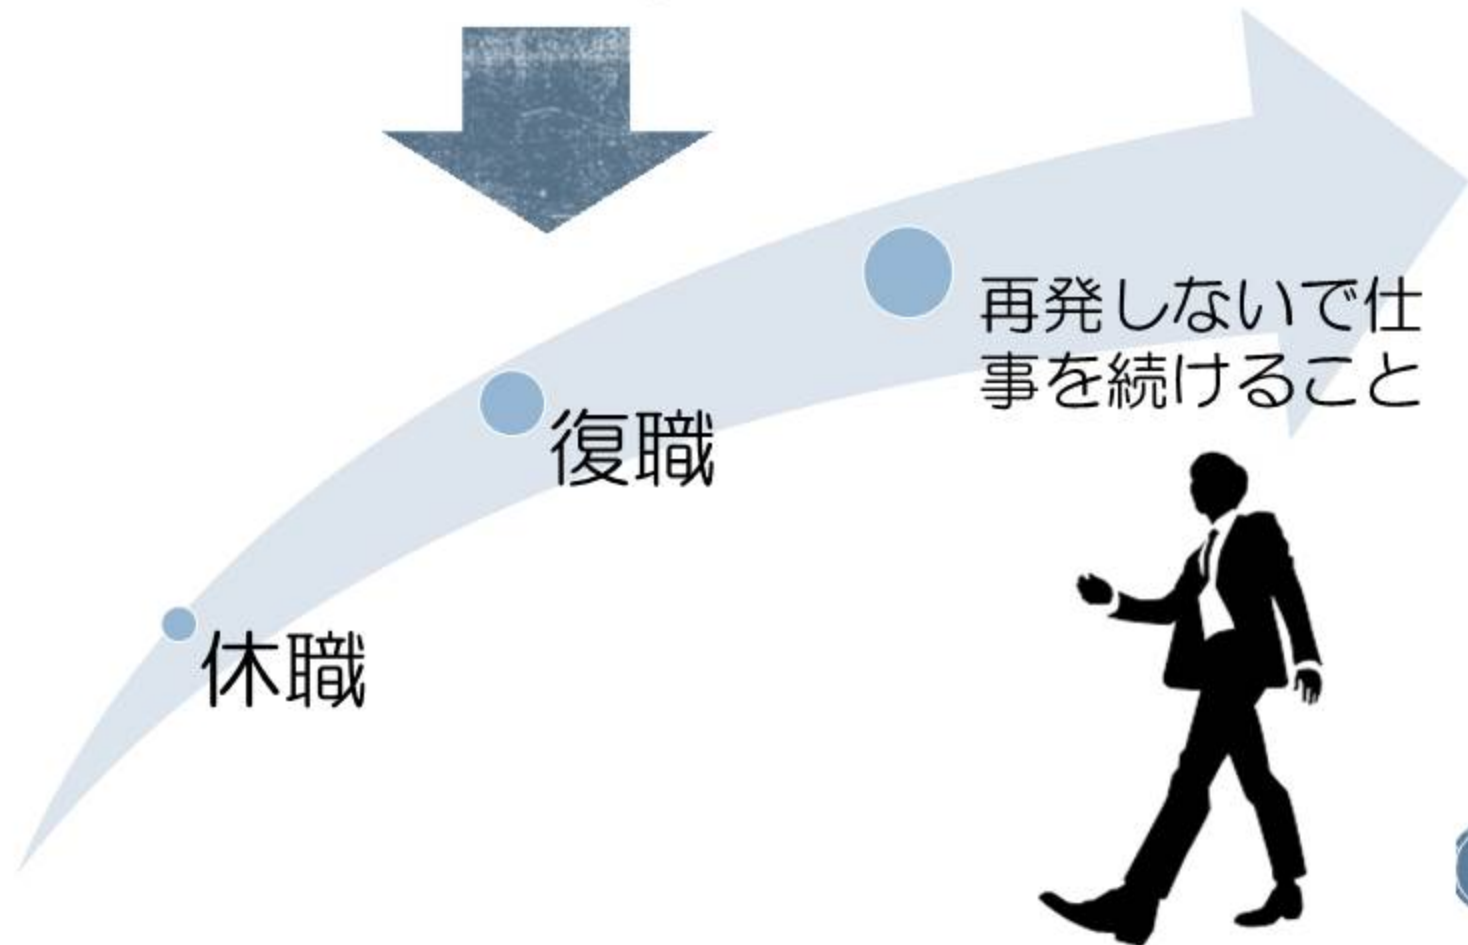 再発しないで仕
事を続けること
復職
休職